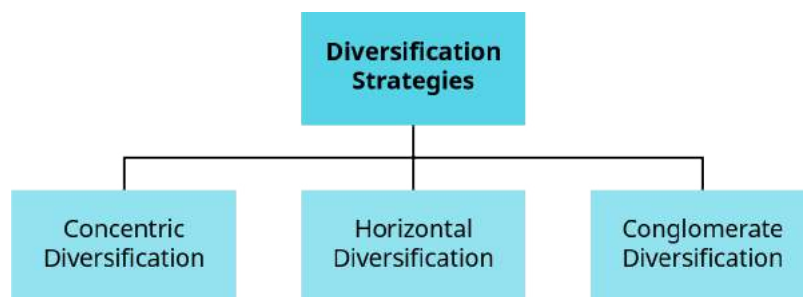 Diversification
Strategies
Concentric
Diversification
Horizontal
Diversification
Conglomerate
Diversification